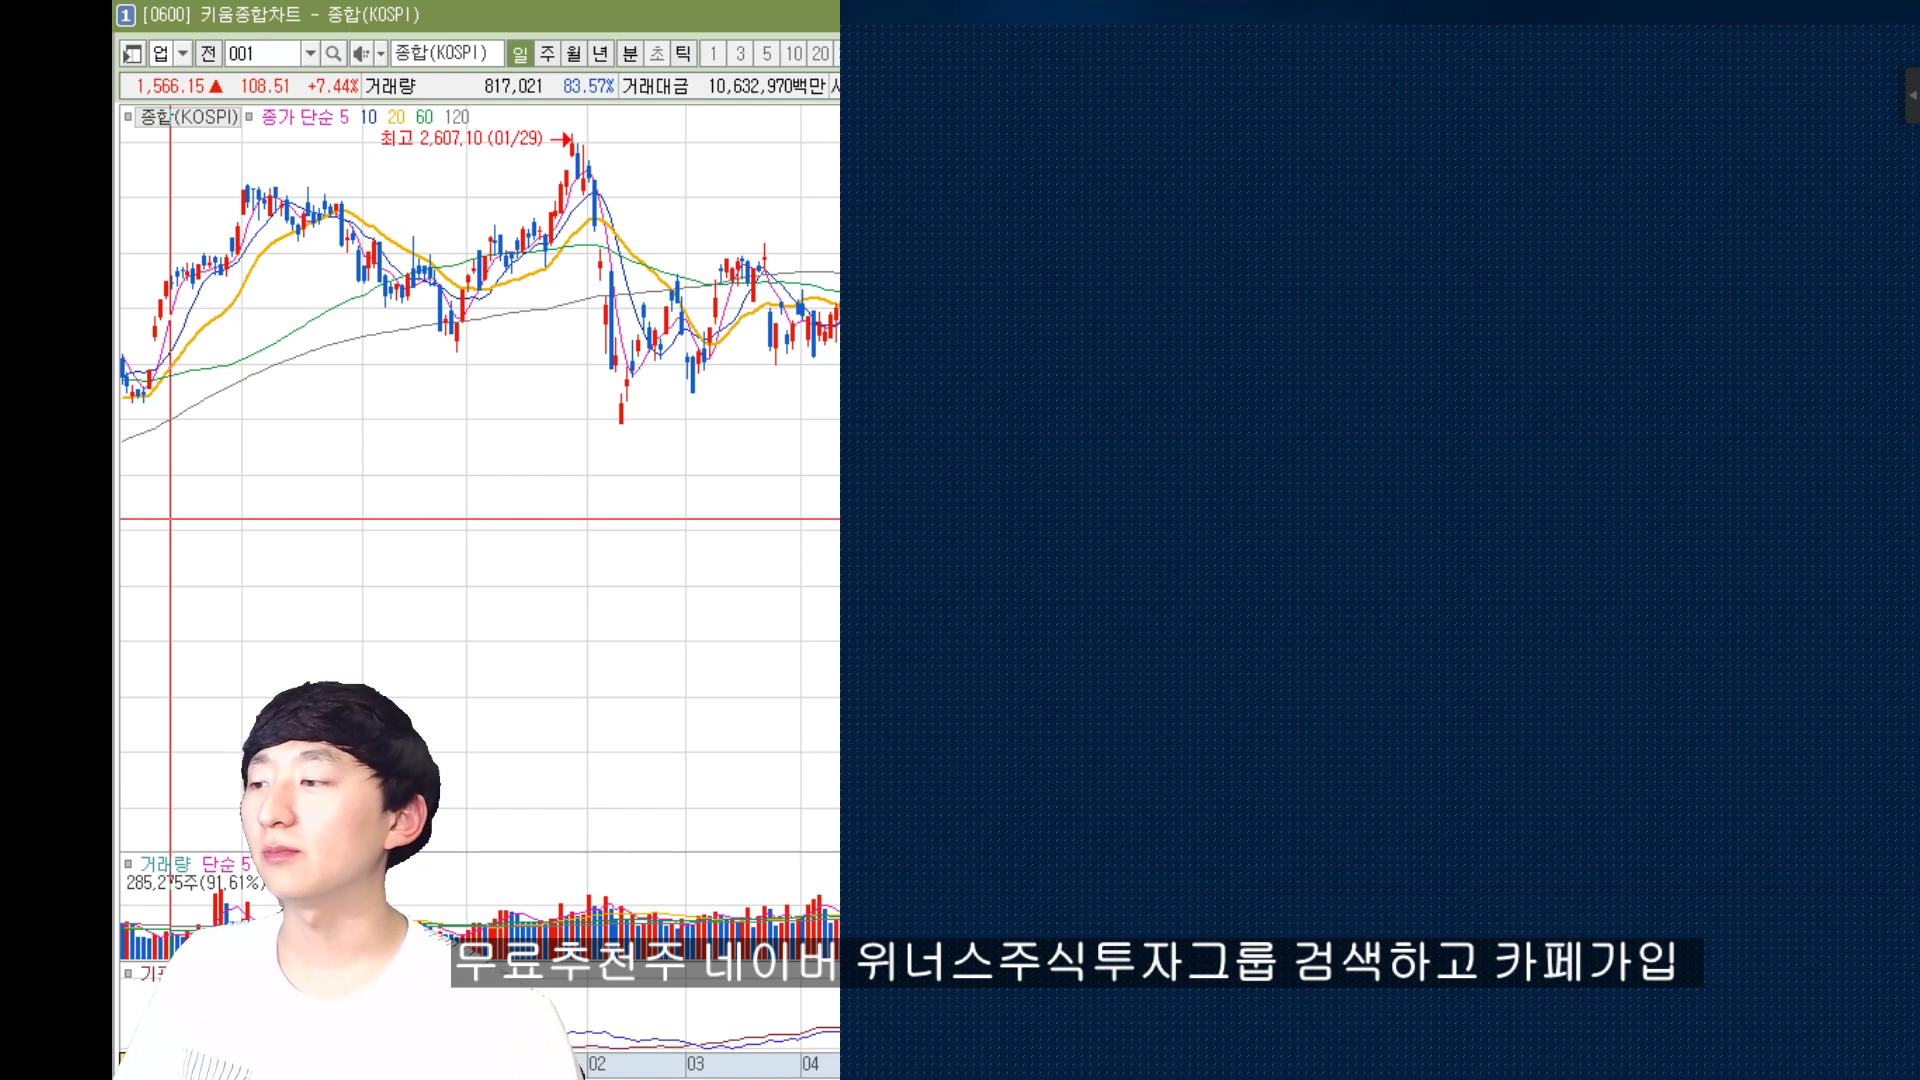 1 [0600] 키움종합차트 - 종합(KOSPI)
업 전 001 종합(KOSPI) 일 주 월 년 분 초 틱 1 3 5 10 20
1,566.15 ▲ 108.51 +7.44% 거래량 817,021 83.57% 거래대금 10,632,970백만
종합(KOSPI) 종가 단순 5 10 20 60 120
최고 2,607.10 (01/29)
거래량 단순 5
285,275주(91.61%)
무료추천주 네이버 위너스주식투자그룹 검색하고 카페가입
02 03 04